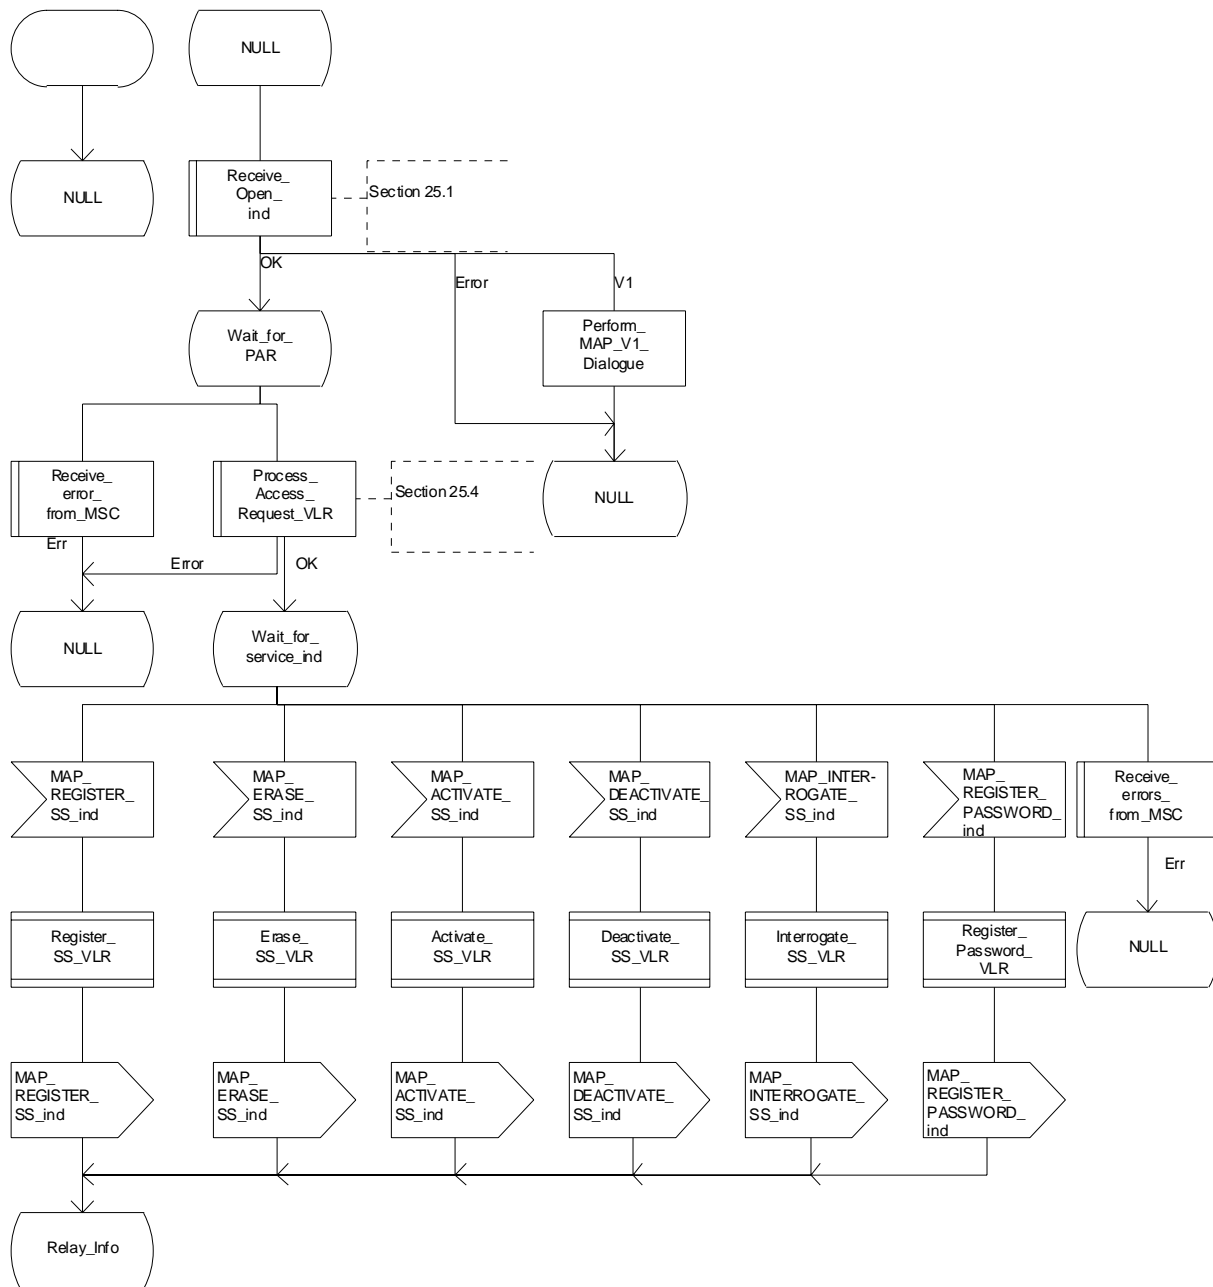 NULL
NULL
Receive_
Open_
ind
Section 25.1
OK
Error
V1
Wait_for_
PAR
Perform_
MAP_V1_
Dialogue
Receive_
error_
from_MSC
Process_
Access_
Request_VLR
Section 25.4
NULL
Err
Error
OK
NULL
Wait_for_
service_ind
MAP_
REGISTER_
SS_ind
MAP_
ERASE_
SS_ind
MAP_
ACTIVATE_
SS_ind
MAP_
DEACTIVATE_
SS_ind
MAP_INTER-
ROGATE_
SS_ind
MAP_
REGISTER_
PASSWORD_
ind
Receive_
errors_
from_MSC
Err
Register_
SS_VLR
Erase_
SS_VLR
Activate_
SS_VLR
Deactivate_
SS_VLR
Interrogate_
SS_VLR
Register_
Password_
VLR
NULL
MAP_
REGISTER_
SS_ind
MAP_
ERASE_
SS_ind
MAP_
ACTIVATE_
SS_ind
MAP_
DEACTIVATE_
SS_ind
MAP_
INTERROGATE_
SS_ind
MAP_
REGISTER_
PASSWORD_
ind
Relay_Info